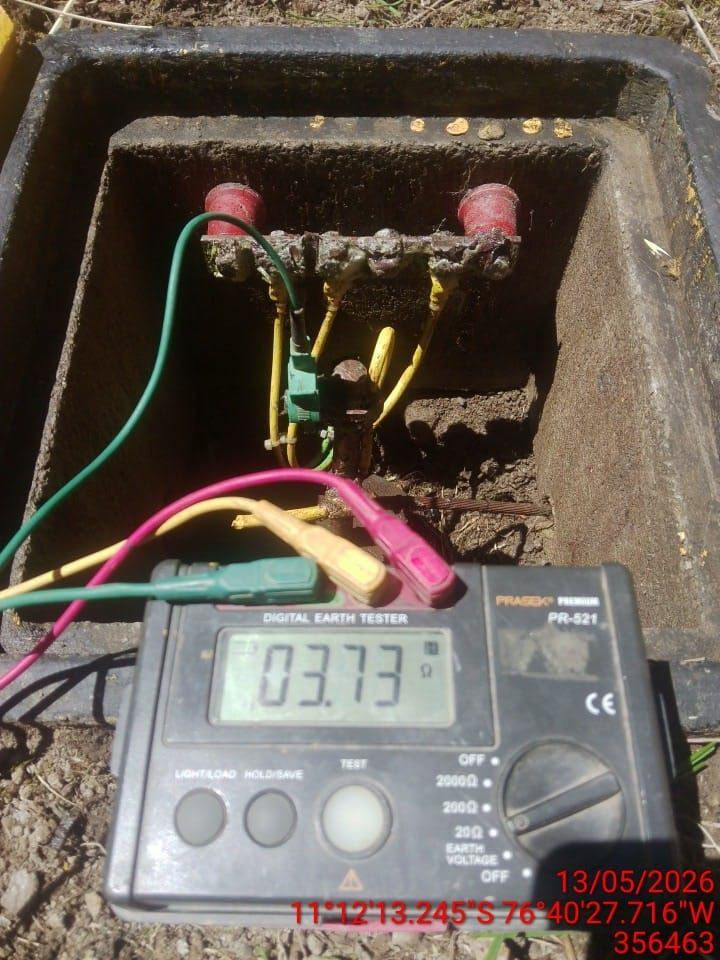 PRASEK® PREMIUM
PR-521
DIGITAL EARTH TESTER
03.73 Ω
H
CE
LIGHT/LOAD HOLD/SAVE TEST
OFF
2000Ω
200Ω
20Ω
EARTH
VOLTAGE
OFF
13/05/2026
11°12'13.245"S 76°40'27.716"W
356463